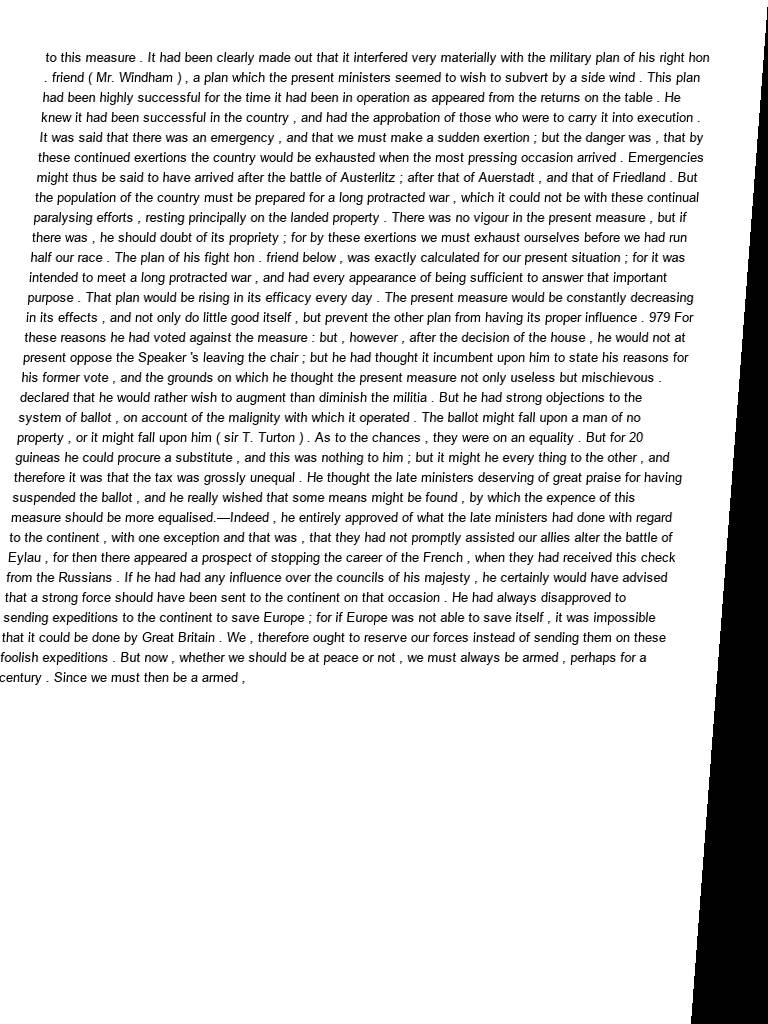 to this measure . It had been clearly made out that it interfered very materially with the military plan of his right hon
. friend ( Mr. Windham ) , a plan which the present ministers seemed to wish to subvert by a side wind . This plan
had been highly successful for the time it had been in operation as appeared from the returns on the table . He
knew it had been successful in the country , and had the approbation of those who were to carry it into execution .
It was said that there was an emergency , and that we must make a sudden exertion ; but the danger was , that by
these continued exertions the country would be exhausted when the most pressing occasion arrived . Emergencies
might thus be said to have arrived after the battle of Austerlitz ; after that of Auerstadt , and that of Friedland . But
the population of the country must be prepared for a long protracted war , which it could not be with these continual
paralysing efforts , resting principally on the landed property . There was no vigour in the present measure , but if
there was , he should doubt of its propriety ; for by these exertions we must exhaust ourselves before we had run
half our race . The plan of his fight hon . friend below , was exactly calculated for our present situation ; for it was
intended to meet a long protracted war , and had every appearance of being sufficient to answer that important
purpose . That plan would be rising in its efficacy every day . The present measure would be constantly decreasing
in its effects , and not only do little good itself , but prevent the other plan from having its proper influence . 979 For
these reasons he had voted against the measure : but , however , after the decision of the house , he would not at
present oppose the Speaker 's leaving the chair ; but he had thought it incumbent upon him to state his reasons for
his former vote , and the grounds on which he thought the present measure not only useless but mischievous .
declared that he would rather wish to augment than diminish the militia . But he had strong objections to the
system of ballot , on account of the malignity with which it operated . The ballot might fall upon a man of no
property , or it might fall upon him ( sir T. Turton ) . As to the chances , they were on an equality . But for 20
guineas he could procure a substitute , and this was nothing to him ; but it might he every thing to the other , and
therefore it was that the tax was grossly unequal . He thought the late ministers deserving of great praise for having
suspended the ballot , and he really wished that some means might be found , by which the expence of this
measure should be more equalised.—Indeed , he entirely approved of what the late ministers had done with regard
to the continent , with one exception and that was , that they had not promptly assisted our allies alter the battle of
Eylau , for then there appeared a prospect of stopping the career of the French , when they had received this check
from the Russians . If he had had any influence over the councils of his majesty , he certainly would have advised
that a strong force should have been sent to the continent on that occasion . He had always disapproved to
sending expeditions to the continent to save Europe ; for if Europe was not able to save itself , it was impossible
that it could be done by Great Britain . We , therefore ought to reserve our forces instead of sending them on these
foolish expeditions . But now , whether we should be at peace or not , we must always be armed , perhaps for a
century . Since we must then be a armed ,